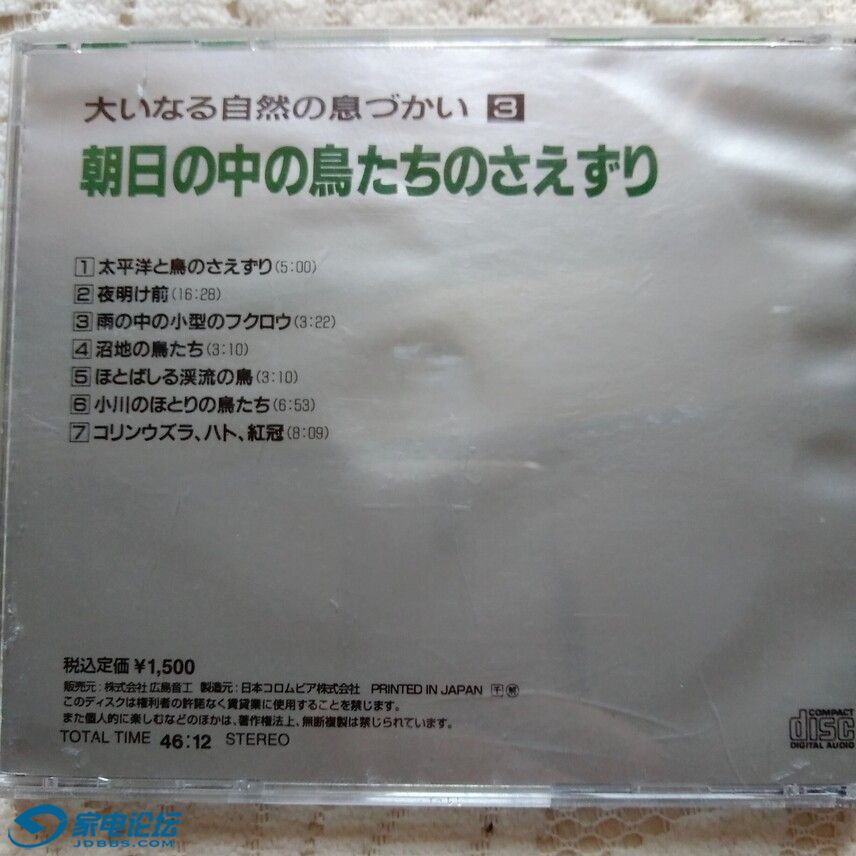 大いなる自然の息づかい 3
朝日の中の鳥たちのさえずり
1 太平洋と鳥のさえずり(5:00)
2 夜明け前(16:28)
3 雨の中の小型のフクロウ(3:22)
4 沼地の鳥たち(3:10)
5 ほとばしる渓流の鳥(3:10)
6 小川のほとりの鳥たち(6:53)
7 コリンウズラ、ハト、紅冠(8:09)
税込定価 ¥1,500
販売元:株式会社 広島音工 製造元:日本コロムビア株式会社 PRINTED IN JAPAN
このディスクは権利者の許諾なく賃貸業に使用することを禁じます。
また個人的に楽しむなどのほかは、著作権法上、無断複製は禁じられています。
TOTAL TIME 46:12 STEREO
COMPACT
disc
DIGITAL AUDIO
家电论坛
JDBBS.COM